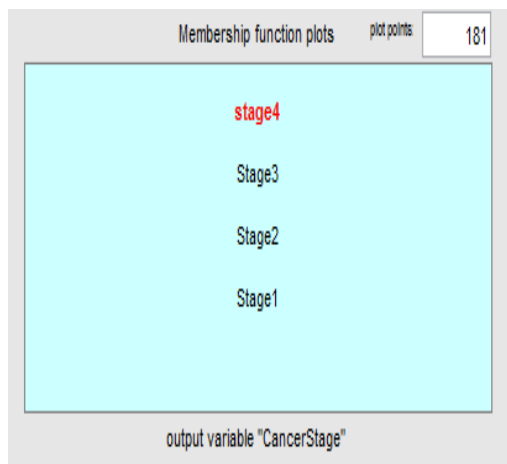 Membership function plots plot points: 181
stage4
Stage3
Stage2
Stage1
output variable "CancerStage"